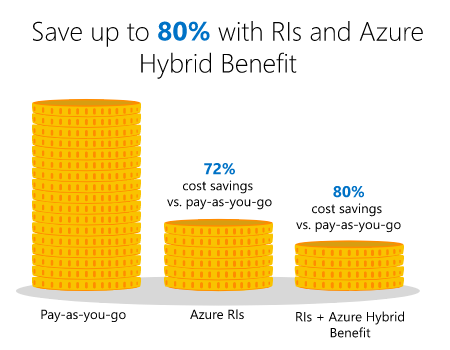 Save up to 80% with RIs and Azure
Hybrid Benefit
72%
cost savings
vs. pay-as-you-go
80%
cost savings
vs. pay-as-you-go
Pay-as-you-go
Azure RIs
RIs + Azure Hybrid
Benefit